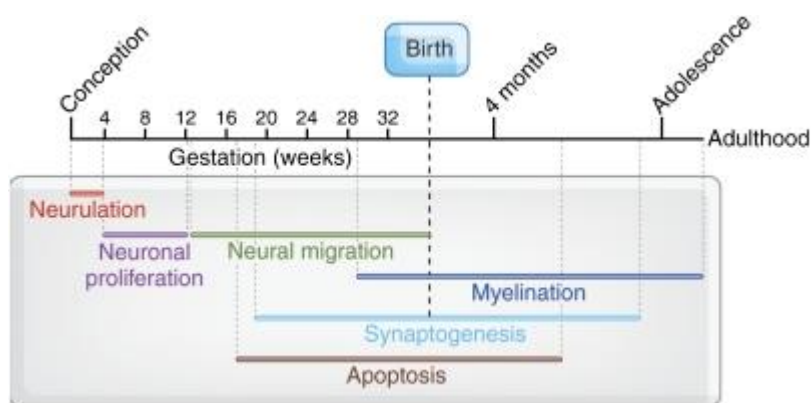 Conception
Birth
4 months
Adolescence
4 8 12 16 20 24 28 32
Adulthood
Gestation (weeks)
Neurulation
Neuronal
proliferation
Neural migration
Myelination
Synaptogenesis
Apoptosis